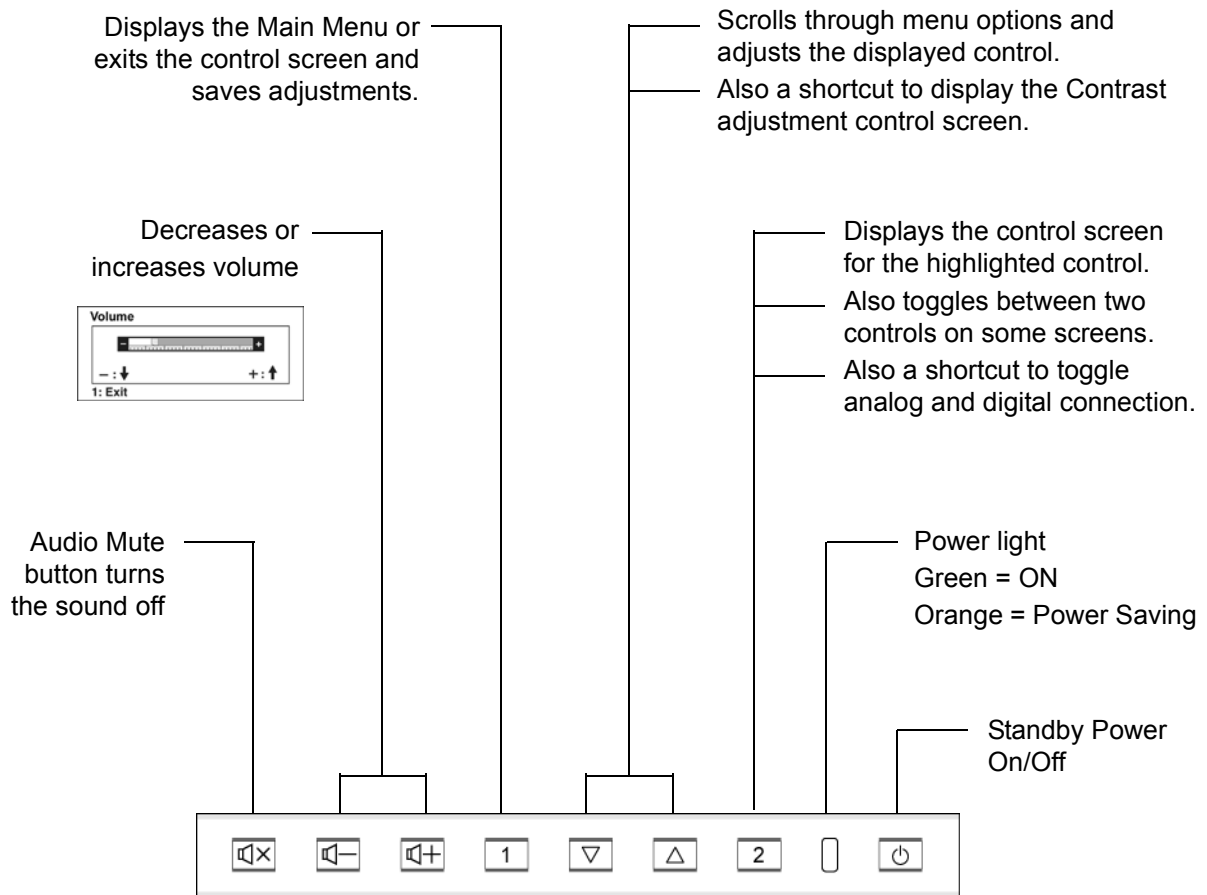 Displays the Main Menu or
exits the control screen and
saves adjustments.
Scrolls through menu options and
adjusts the displayed control.
Also a shortcut to display the Contrast
adjustment control screen.
Decreases or
increases volume
Volume
- +
– : ↓ + : ↑
1: Exit
Displays the control screen
for the highlighted control.
Also toggles between two
controls on some screens.
Also a shortcut to toggle
analog and digital connection.
Audio Mute
button turns
the sound off
Power light
Green = ON
Orange = Power Saving
Standby Power
On/Off
1 2